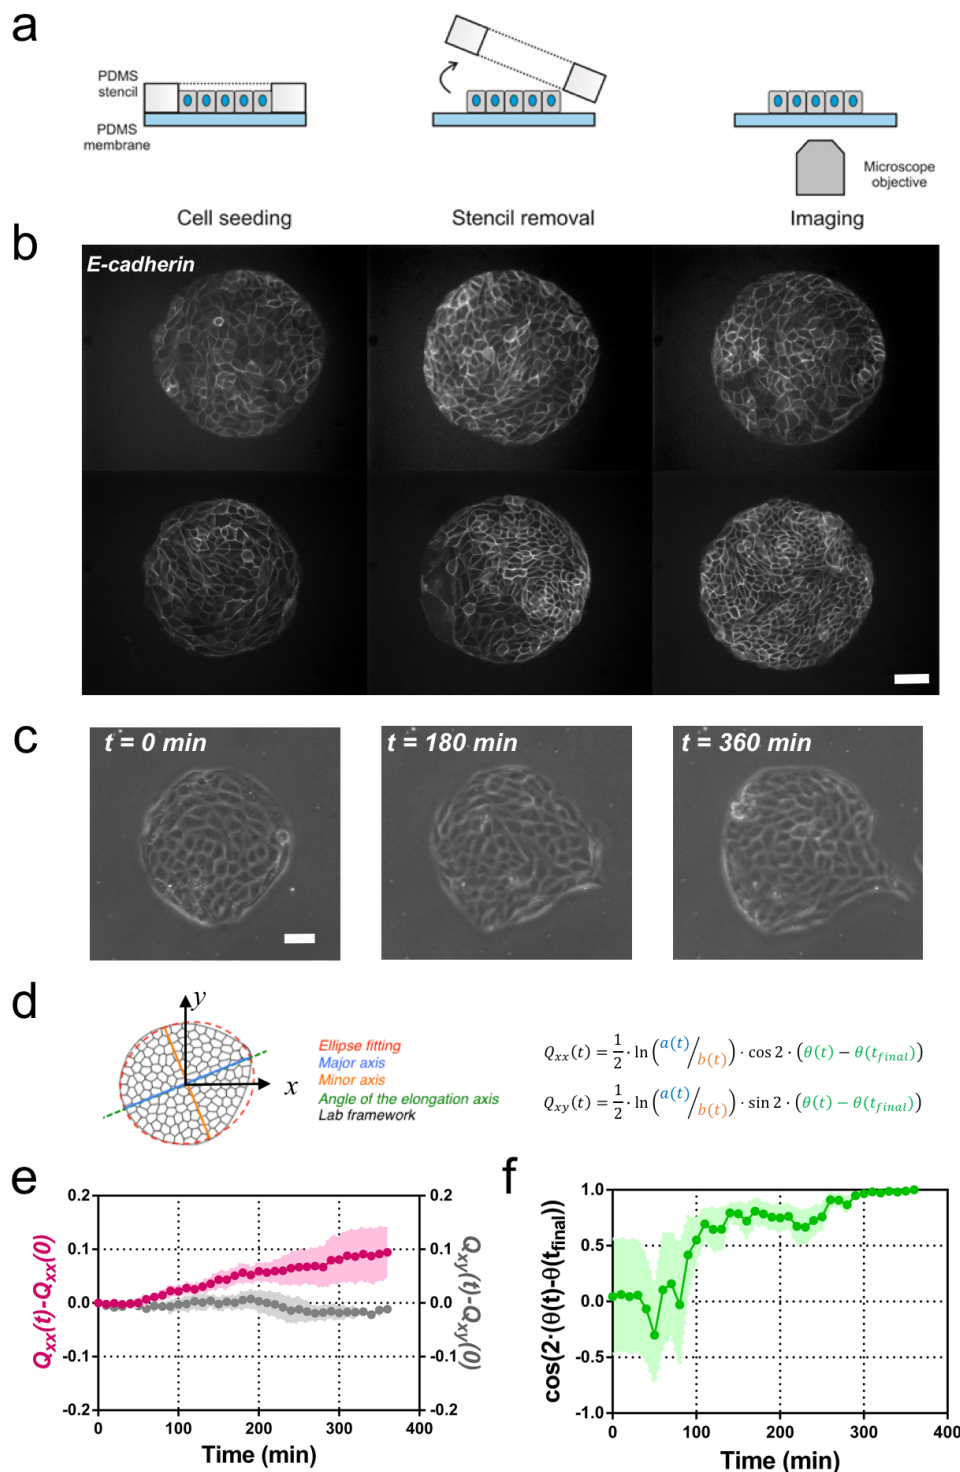 a
PDMS
stencil
PDMS
membrane
Microscope
objective
Cell seeding
Stencil removal
Imaging
b
E-cadherin
c
t = 0 min
t = 180 min
t = 360 min
d
y
x
Ellipse fitting
Major axis
Minor axis
Angle of the elongation axis
Lab framework
Qxx(t) = 1/2 · ln (a(t)/b(t)) · cos 2 · (θ(t) − θ(tfinal))
Qxy(t) = 1/2 · ln (a(t)/b(t)) · sin 2 · (θ(t) − θ(tfinal))
e
Qxx(t)-Qxx(0)
0.2
0.1
0.0
-0.1
-0.2
0.2
0.1
0.0
-0.1
-0.2
Qxy(t)-Qxy(0)
0
100
200
300
400
Time (min)
f
cos(2·(θ(t)-θ(tfinal))
1.0
0.5
0.0
-0.5
-1.0
0
100
200
300
400
Time (min)